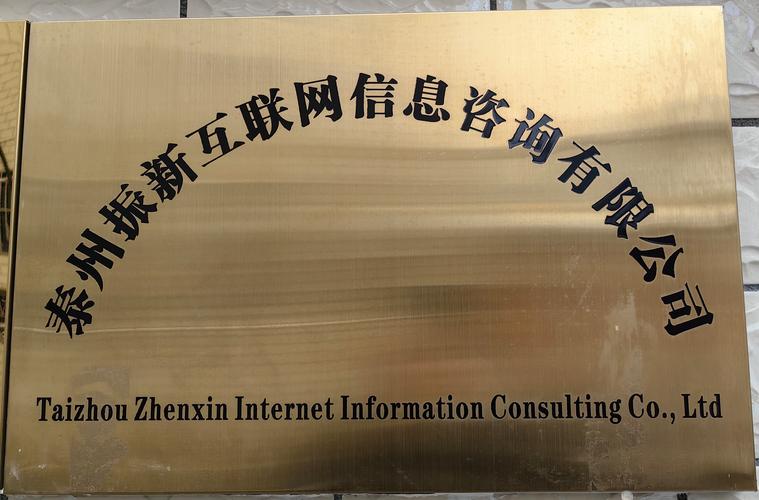 泰州振新互联网信息咨询有限公司
Taizhou Zhenxin Internet Information Consulting Co., Ltd